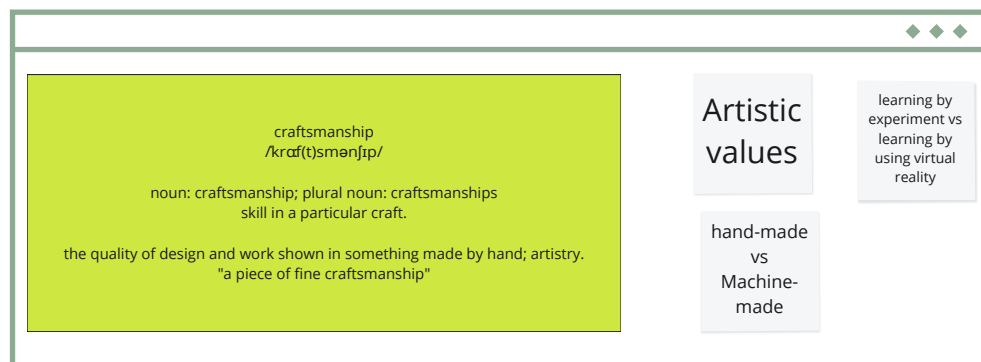 craftsmanship
/ˈkrɑːf(t)smənʃɪp/
noun: craftsmanship; plural noun: craftsmanships
skill in a particular craft.
the quality of design and work shown in something made by hand; artistry.
"a piece of fine craftsmanship"
Artistic
values
learning by
experiment vs
learning by
using virtual
reality
hand-made
vs
Machine-
made